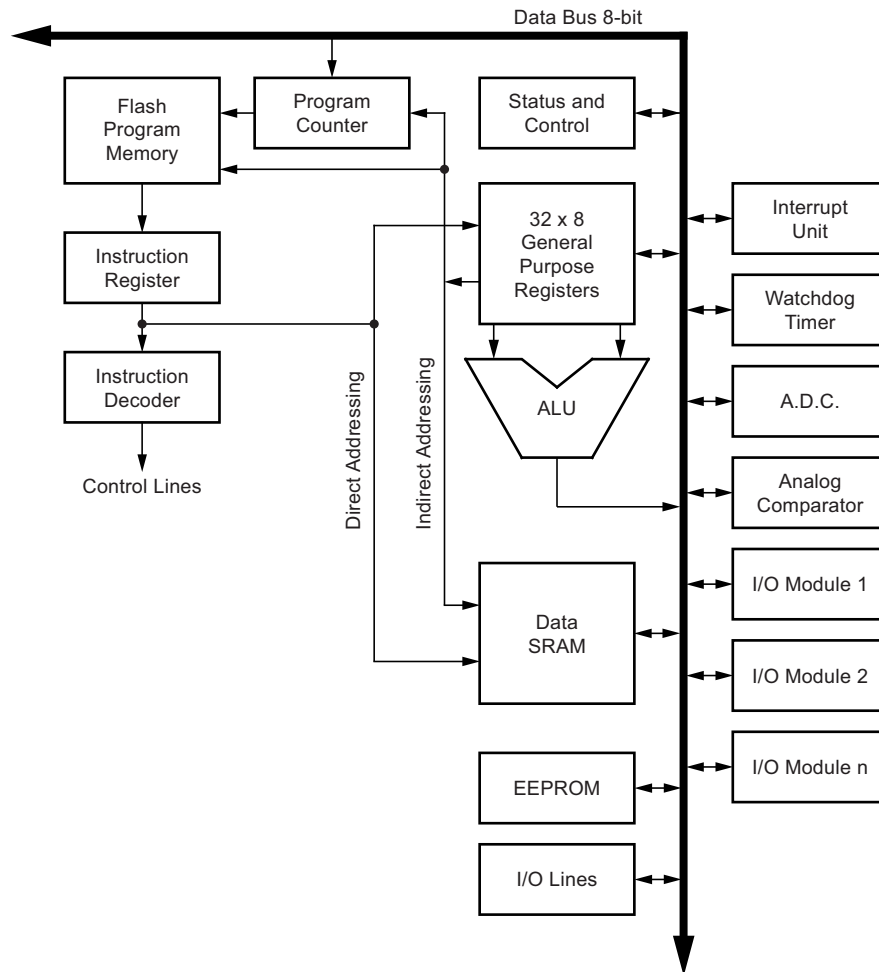 Data Bus 8-bit
Flash
Program
Memory
Program
Counter
Status and
Control
32 x 8
General
Purpose
Registers
Interrupt
Unit
Instruction
Register
Watchdog
Timer
Instruction
Decoder
Direct Addressing
Indirect Addressing
ALU
A.D.C.
Control Lines
Analog
Comparator
I/O Module 1
Data
SRAM
I/O Module 2
I/O Module n
EEPROM
I/O Lines